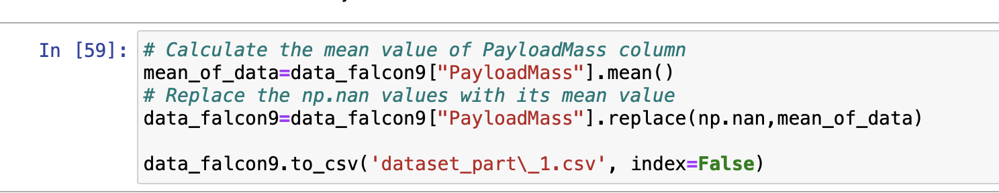 In [59]:
# Calculate the mean value of PayloadMass column
mean_of_data=data_falcon9["PayloadMass"].mean()
# Replace the np.nan values with its mean value
data_falcon9=data_falcon9["PayloadMass"].replace(np.nan,mean_of_data)
data_falcon9.to_csv('dataset_part\_1.csv', index=False)